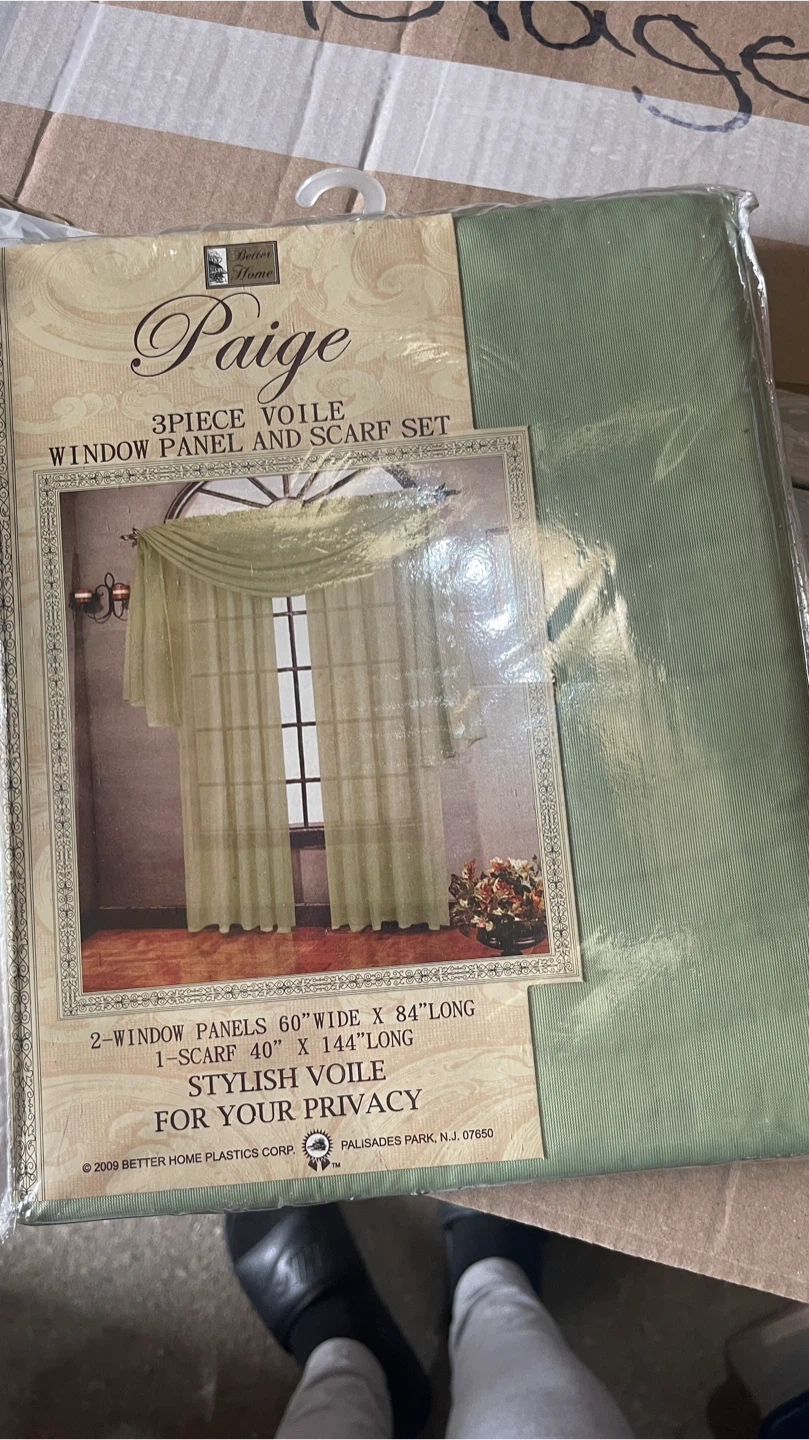 Better
Home
Paige
3PIECE VOILE
WINDOW PANEL AND SCARF SET
2-WINDOW PANELS 60”WIDE X 84”LONG
1-SCARF 40” X 144”LONG
STYLISH VOILE
FOR YOUR PRIVACY
© 2009 BETTER HOME PLASTICS CORP. TM PALISADES PARK, N.J. 07650